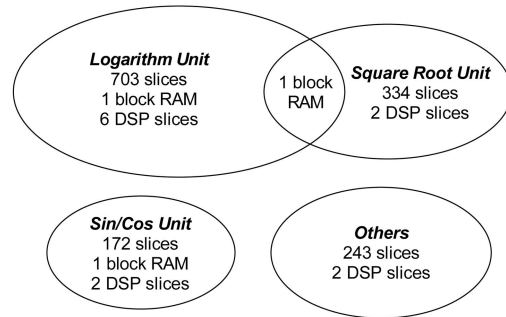 Logarithm Unit
703 slices
1 block RAM
6 DSP slices
1 block
RAM
Square Root Unit
334 slices
2 DSP slices
Sin/Cos Unit
172 slices
1 block RAM
2 DSP slices
Others
243 slices
2 DSP slices